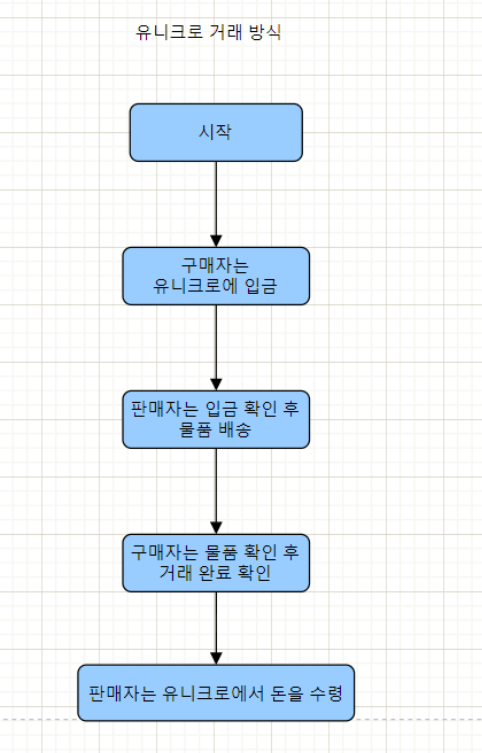 유니크로 거래 방식
시작
구매자는
유니크로에 입금
판매자는 입금 확인 후
물품 배송
구매자는 물품 확인 후
거래 완료 확인
판매자는 유니크로에서 돈을 수령